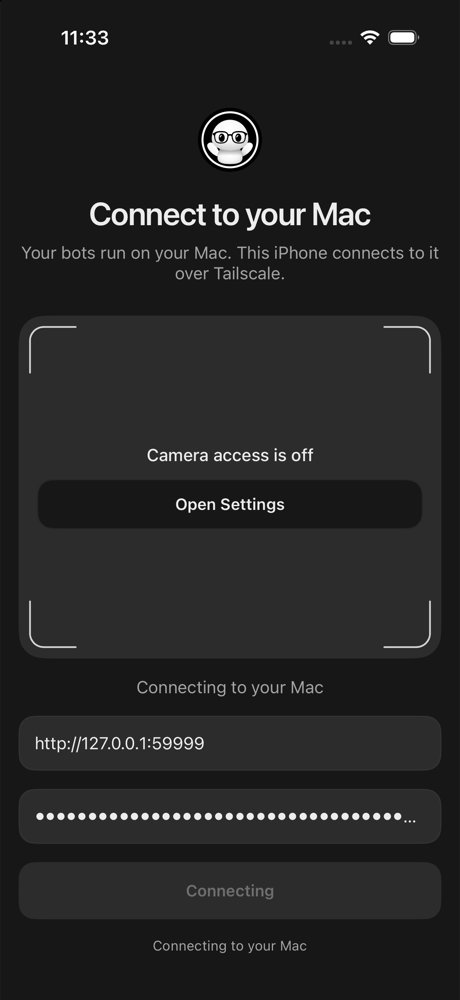 11:33
Connect to your Mac
Your bots run on your Mac. This iPhone connects to it
over Tailscale.
Camera access is off
Open Settings
Connecting to your Mac
http://127.0.0.1:59999
••••••••••••••••••••••••••••••••••••...
Connecting
Connecting to your Mac